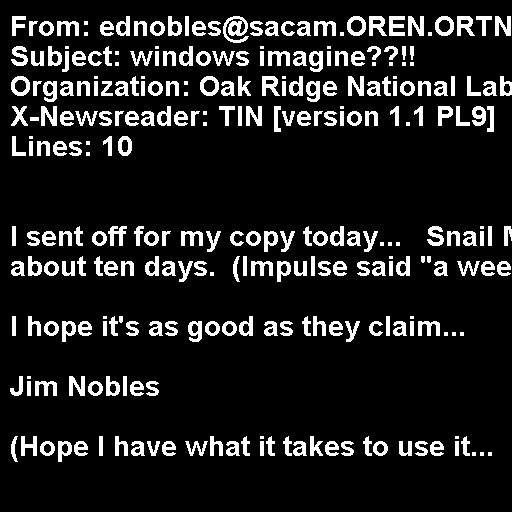 From: ednobles@sacam.OREN.ORTN
Subject: windows imagine??!!
Organization: Oak Ridge National Lab
X-Newsreader: TIN [version 1.1 PL9]
Lines: 10
I sent off for my copy today... Snail
about ten days. (Impulse said "a wee
I hope it's as good as they claim...
Jim Nobles
(Hope I have what it takes to use it...